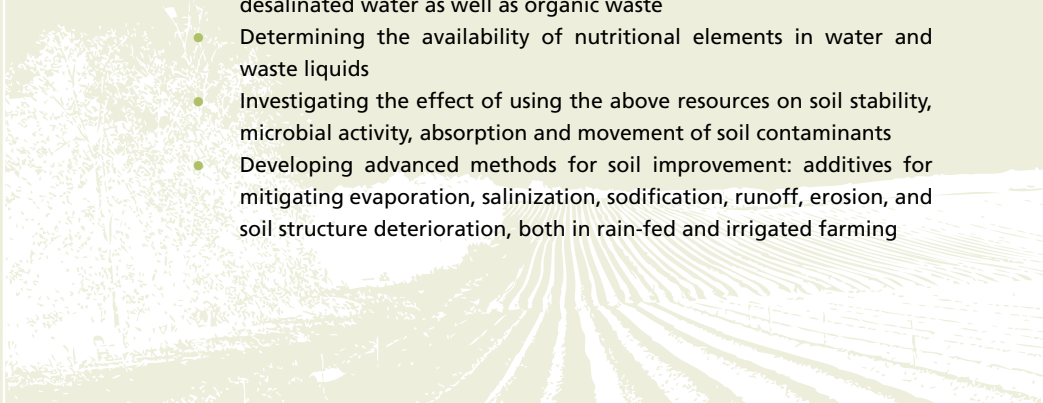 desalinated water as well as organic waste
• Determining the availability of nutritional elements in water and
waste liquids
• Investigating the effect of using the above resources on soil stability,
microbial activity, absorption and movement of soil contaminants
• Developing advanced methods for soil improvement: additives for
mitigating evaporation, salinization, sodification, runoff, erosion, and
soil structure deterioration, both in rain-fed and irrigated farming